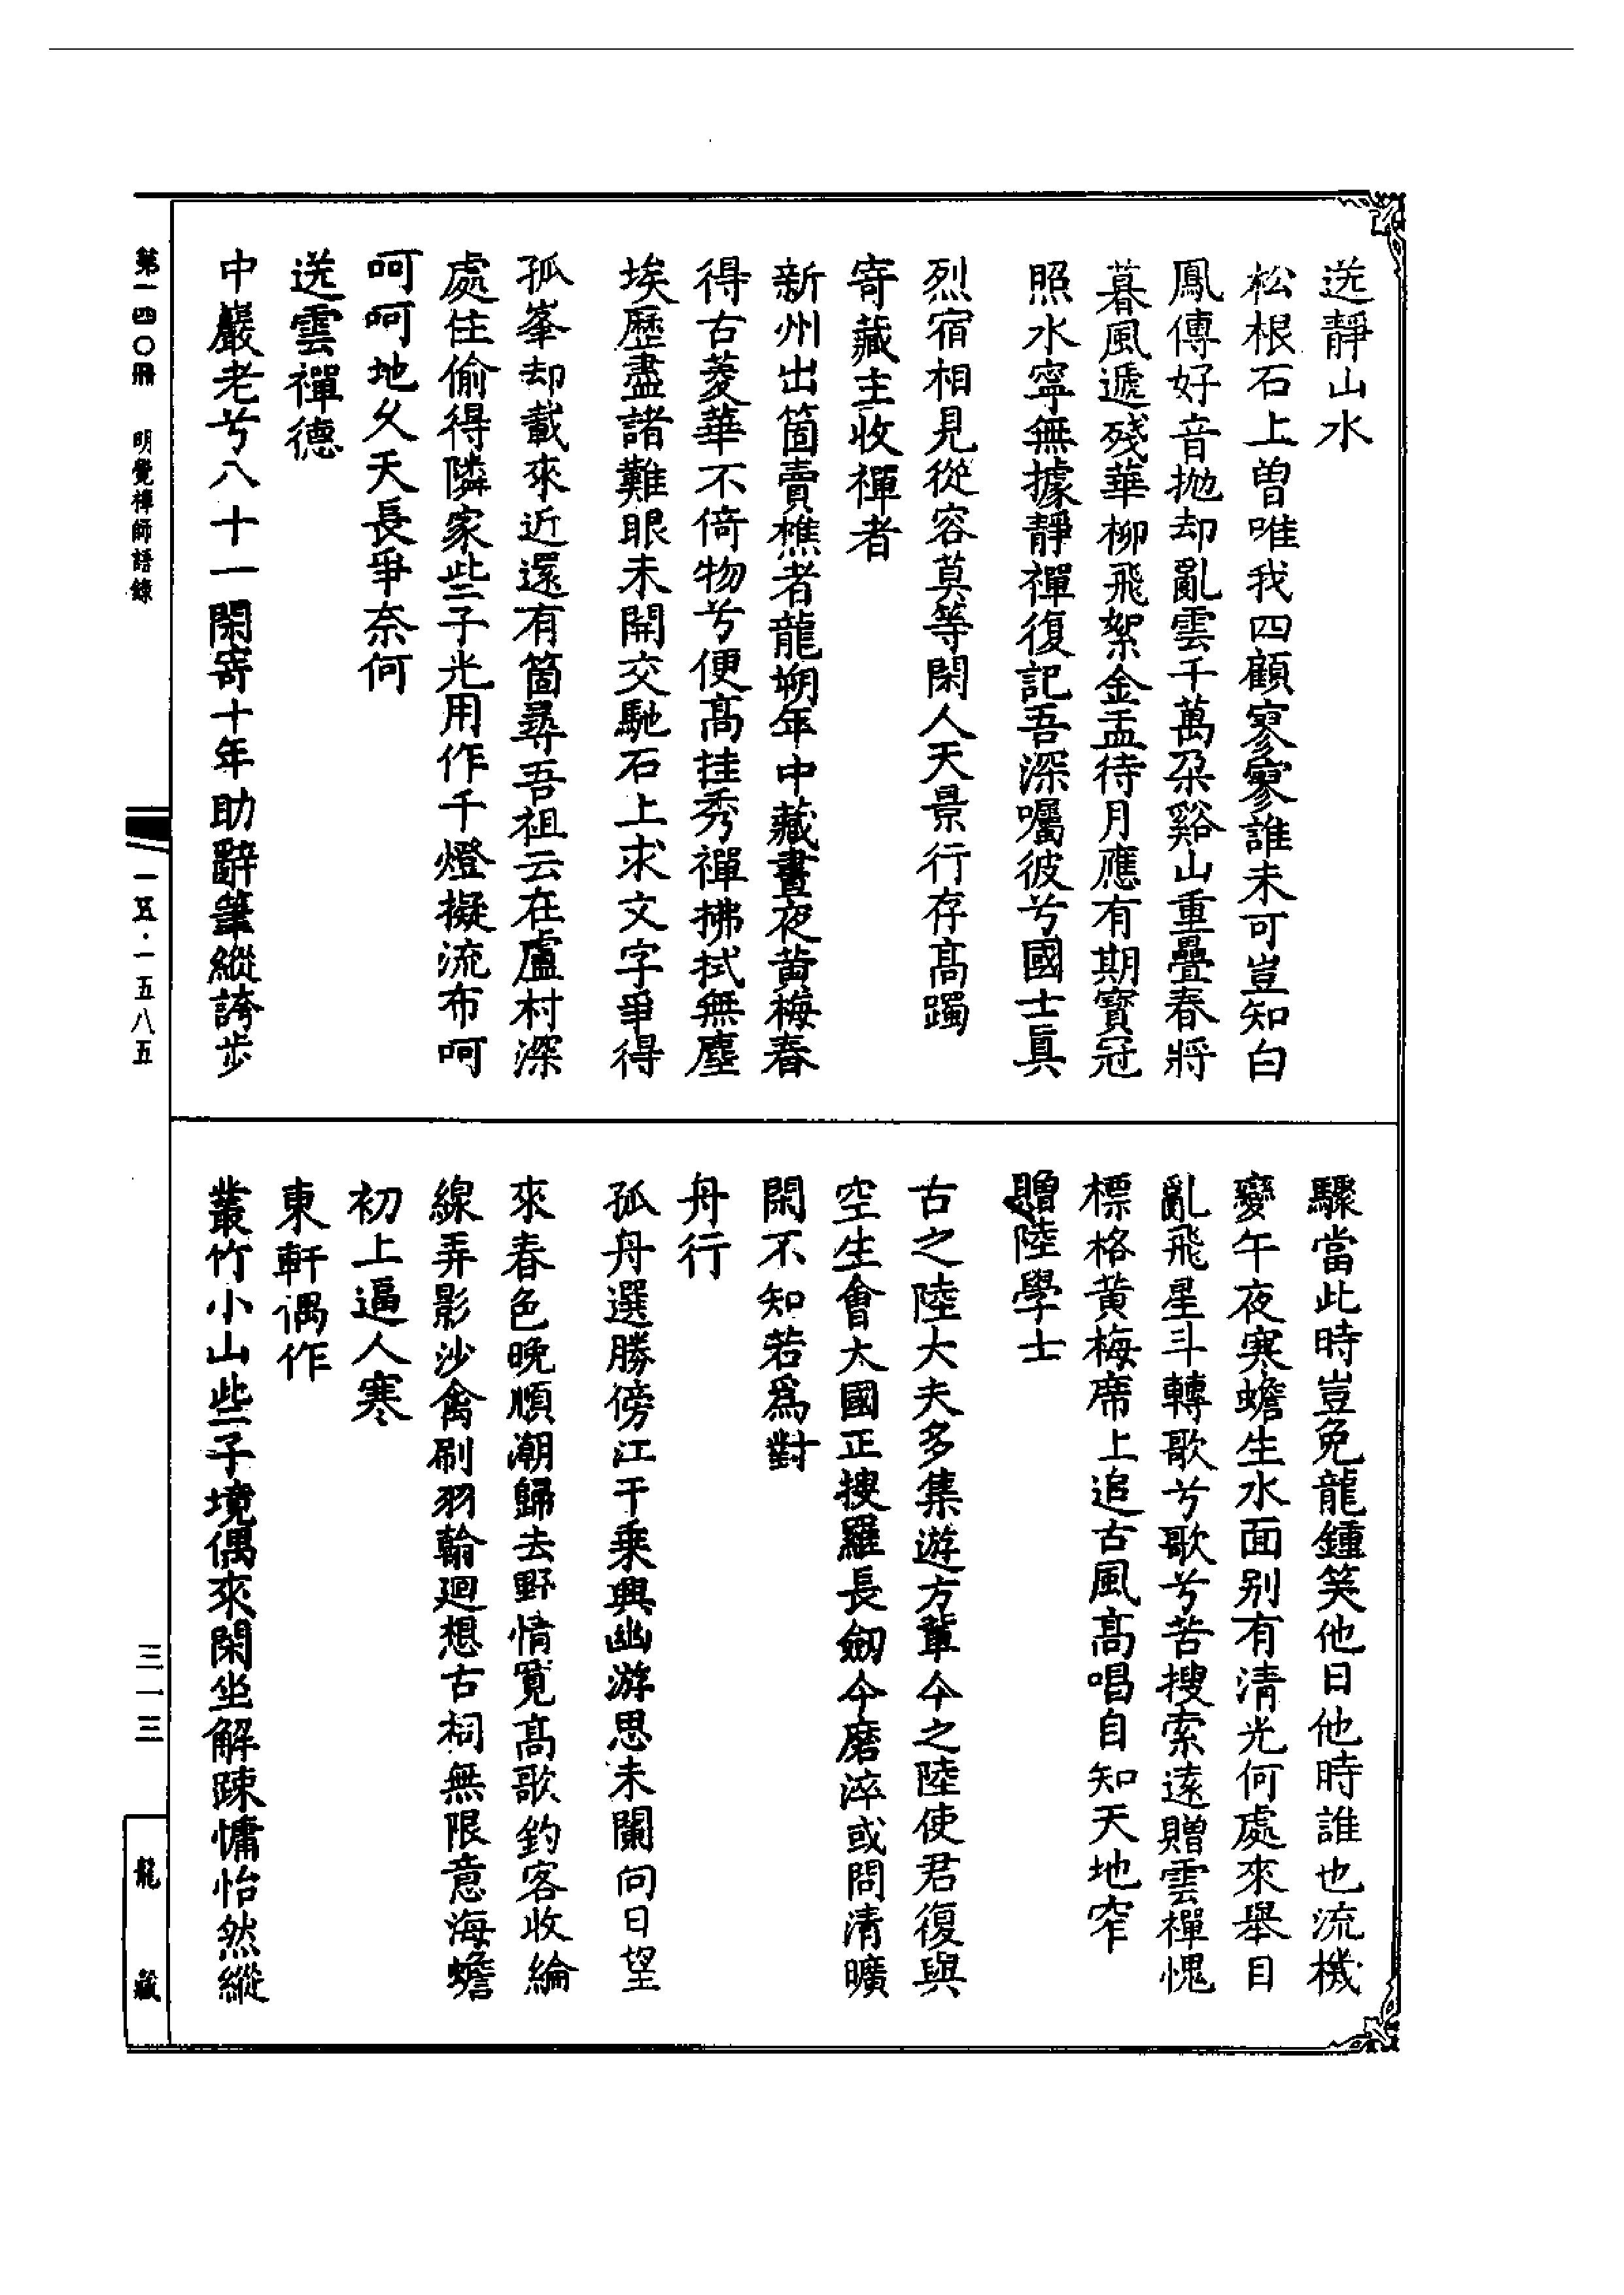 送靜山水
松根石上曾唯我四顧寥寥誰未可豈知白
鳳傳好音拋却亂雲千萬朶谿山重疊春將
暮風遞殘華柳飛絮金盂待月應有期寶冠
照水寧無據靜禪復記吾深囑彼兮國士眞
烈宿相見從容莫等閑人天景行存高躅
寄藏主收禪者
新州出箇賣樵者龍朔年中藏晝夜黃梅春
得古菱華不倚物兮便高挂秀禪拂拭無塵
埃歷盡諸難眼未開交馳石上求文字爭得
孤峯却載來近還有箇尋吾祖云在盧村深
處住偷得隣家些子光用作千燈擬流布呵
呵呵地久天長爭奈何
送雲禪德
中巖老兮八十一閑寄十年助辭筆縱誇步
驟當此時豈免龍鍾笑他日他時誰也流機
變午夜寒蟾生水面别有清光何處來舉目
亂飛星斗轉歌兮歌兮苦搜索遠贈雲禪愧
標格黃梅席上追古風高唱自知天地窄
贈陸學士
古之陸大夫多集遊方輩今之陸使君復與
空生會大國正搜羅長劒今磨淬或問清曠
閑不知若爲對
舟行
孤舟選勝傍江干乗興幽游思未闌向日望
來春色晚順潮歸去野情寬高歌釣客收綸
線弄影沙禽刷羽翰迴想古祠無限意海蟾
初上逼人寒
東軒偶作
叢竹小山些子境偶來閑坐解踈慵怡然縱
第一四〇冊 明覺禪師語錄
一五·一五八五
三一三
龍藏